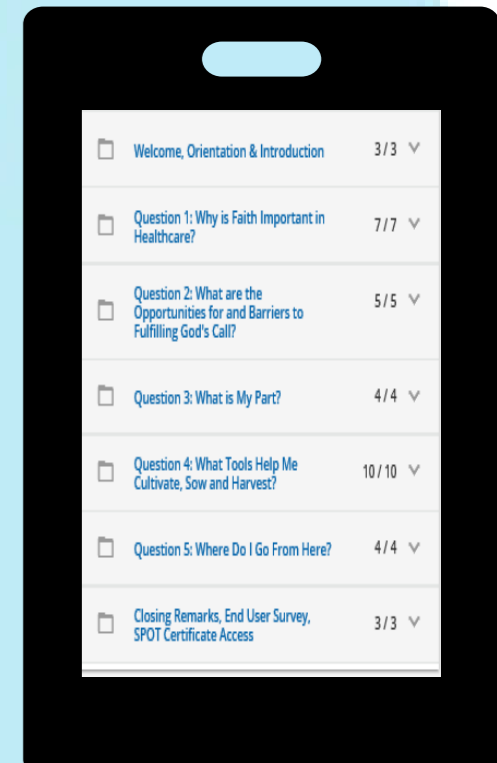 Welcome, Orientation & Introduction 3 / 3
Question 1: Why is Faith Important in
Healthcare?
7 / 7
Question 2: What are the
Opportunities for and Barriers to
Fulfilling God's Call?
5 / 5
Question 3: What is My Part? 4 / 4
Question 4: What Tools Help Me
Cultivate, Sow and Harvest?
10 / 10
Question 5: Where Do I Go From Here? 4 / 4
Closing Remarks, End User Survey,
SPOT Certificate Access
3 / 3